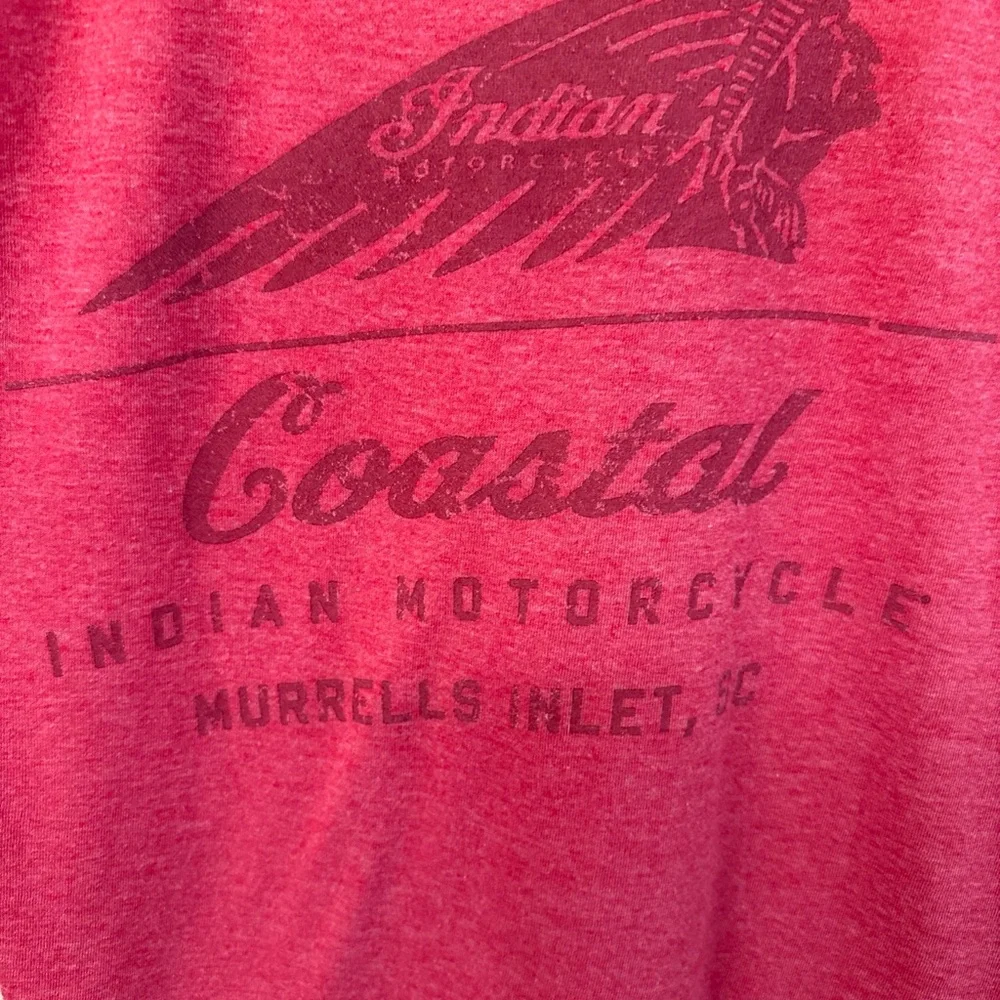 Indian
MOTORCYCLE
Coastal
INDIAN MOTORCYCLE
MURRELLS INLET, SC